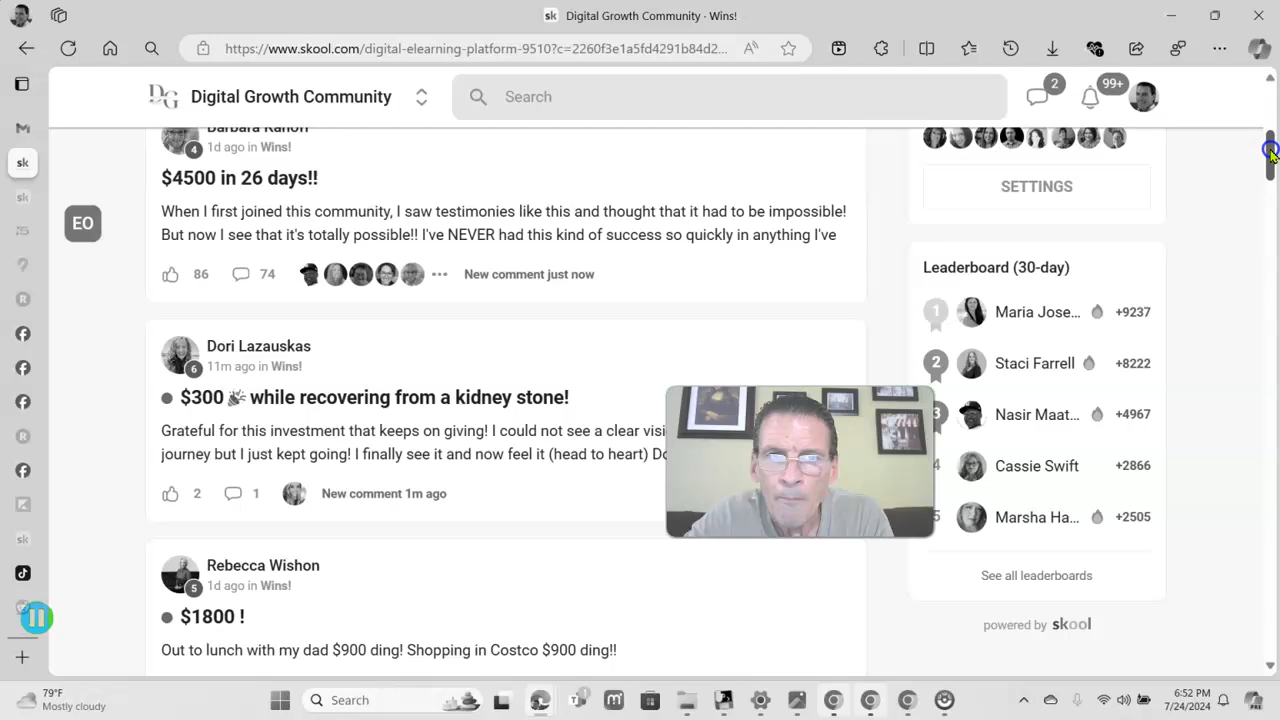 sk Digital Growth Community - Wins!
https://www.skool.com/digital-elearning-platform-9510?c=2260f3e1a5fd4291b84d2...
DG Digital Growth Community
Search
2
99+
sk
EO
Barbara Kanori
4
1d ago in Wins!
$4500 in 26 days!!
When I first joined this community, I saw testimonies like this and thought that it had to be impossible!
But now I see that it's totally possible!! I've NEVER had this kind of success so quickly in anything I've
86 74 New comment just now
Dori Lazauskas
6
11m ago in Wins!
$300 🎉 while recovering from a kidney stone!
Grateful for this investment that keeps on giving! I could not see a clear visi
journey but I just kept going! I finally see it and now feel it (head to heart)
2 1 New comment 1m ago
Rebecca Wishon
5
1d ago in Wins!
$1800 !
Out to lunch with my dad $900 ding! Shopping in Costco $900 ding!!
SETTINGS
Leaderboard (30-day)
1 Maria Jose... +9237
2 Staci Farrell +8222
3 Nasir Maat... +4967
4 Cassie Swift +2866
5 Marsha Ha... +2505
See all leaderboards
powered by skool
79°F
Mostly cloudy
Search
6:52 PM
7/24/2024